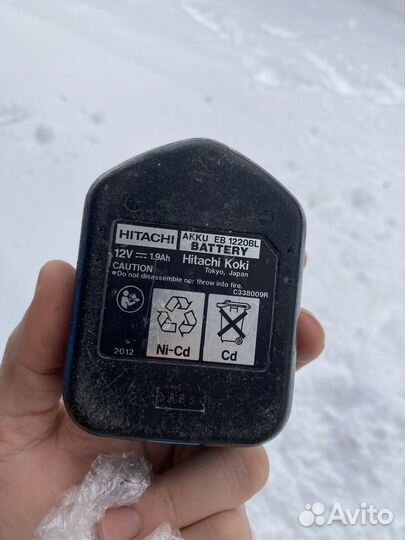 HITACHI
AKKU EB 1220BL
BATTERY
12V 1.9Ah
Hitachi Koki
Tokyo, Japan
CAUTION
●Do not disassemble nor throw into fire.
C338009R
2012
Ni-Cd
Cd
>ABS<
Avito